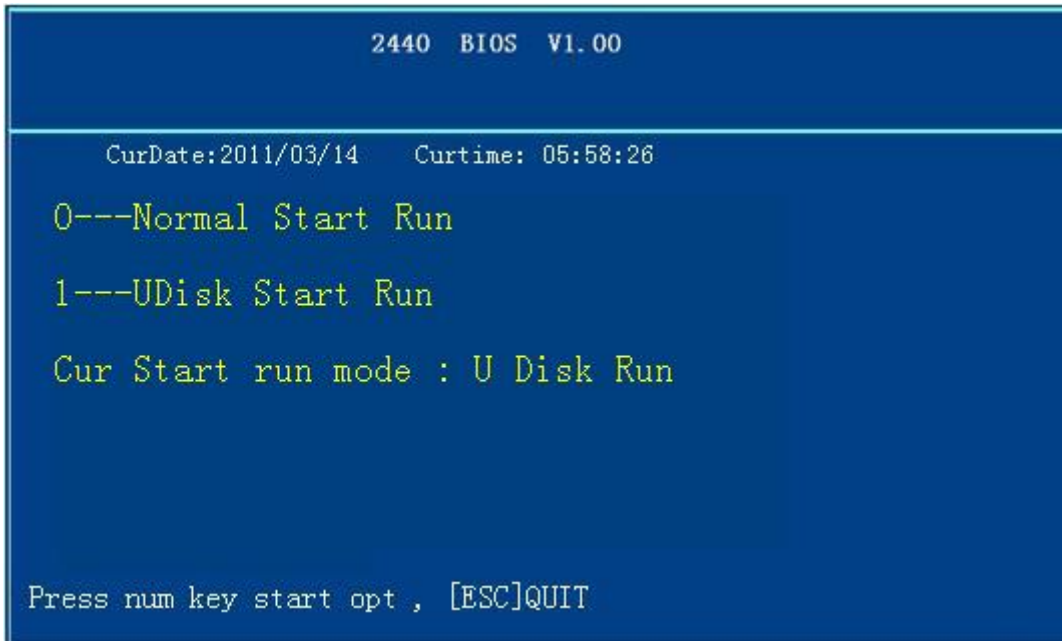 2440 BIOS V1.00
CurDate:2011/03/14 Curtime: 05:58:26
0---Normal Start Run
1---UDisk Start Run
Cur Start run mode : U Disk Run
Press num key start opt , [ESC]QUIT